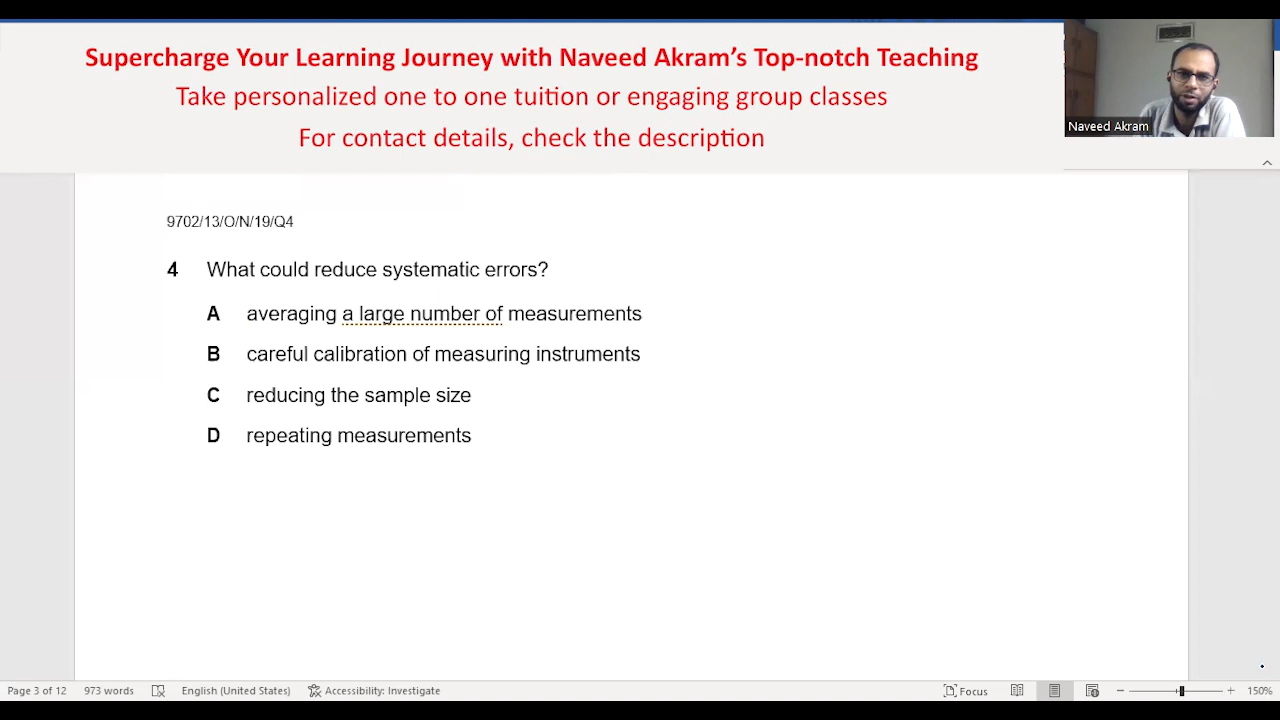 Supercharge Your Learning Journey with Naveed Akram's Top-notch Teaching
Take personalized one to one tuition or engaging group classes
For contact details, check the description
Naveed Akram
9702/13/O/N/19/Q4
4 What could reduce systematic errors?
A averaging a large number of measurements
B careful calibration of measuring instruments
C reducing the sample size
D repeating measurements
Page 3 of 12 973 words English (United States) Accessibility: Investigate Focus 150%